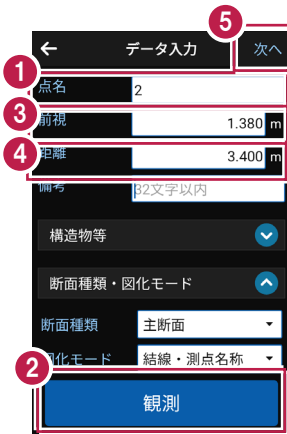 5
← データ入力 次へ
1
点名 2
3
前視 1.380 m
4
距離 3.400 m
備考 32文字以内
構造物等
断面種類・図化モード
断面種類 主断面
2
図化モード 結線・測点名称
観測